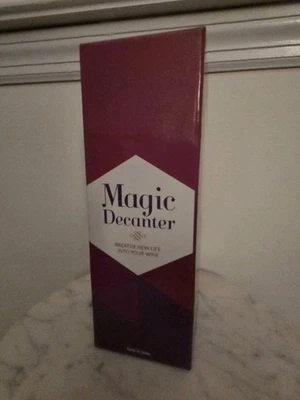 Magic
Decanter
BREATHE NEW LIFE
INTO YOUR WINE